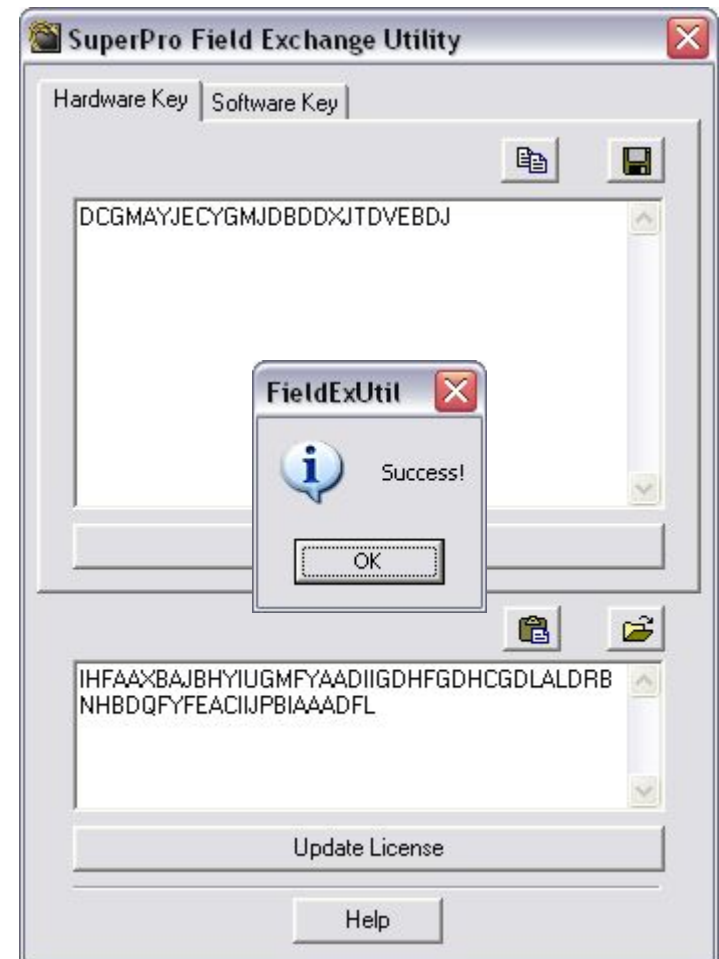 SuperPro Field Exchange Utility
Hardware Key
Software Key
DCGMAYJECYGMJDBDDXJTDVEBDJ
FieldExUtil
Success!
OK
IHFAAXBAJBHYIUGMFYAADIIGDHFGDHCGDLALDRB
NHBDQFYFEACIIJPBIAAADFL
Update License
Help